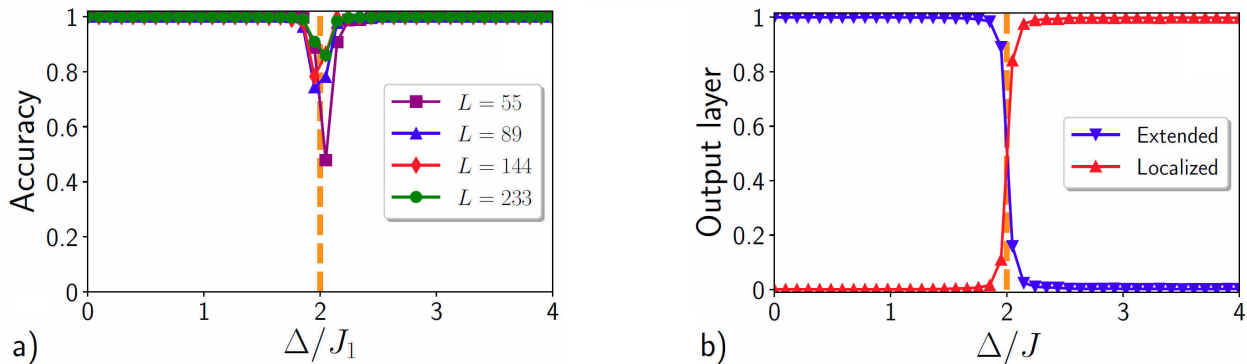 Accuracy
1
0.8
0.6
0.4
0.2
0
0 1 2 3 4
L = 55
L = 89
L = 144
L = 233
a)
Δ/J₁
Output layer
1
0.8
0.6
0.4
0.2
0
0 1 2 3 4
Extended
Localized
b)
Δ/J